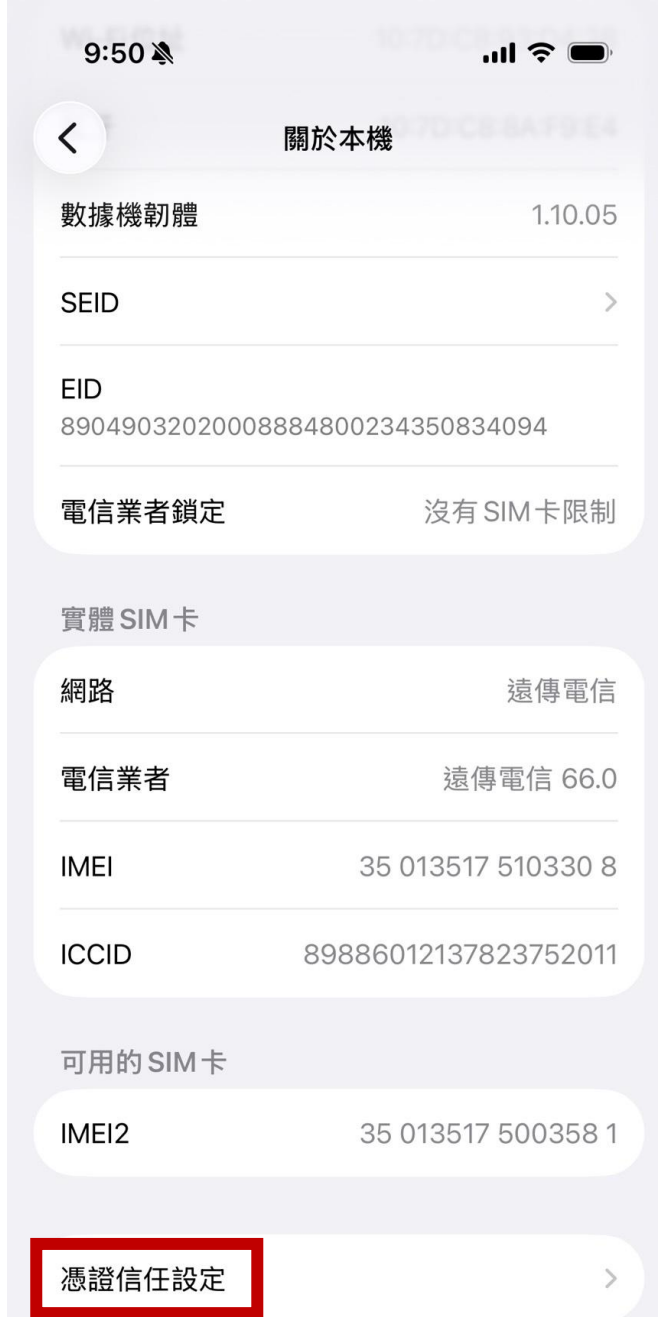 9:50
關於本機
數據機韌體 1.10.05
SEID
EID
89049032020008884800234350834094
電信業者鎖定 沒有 SIM 卡限制
實體 SIM 卡
網路 遠傳電信
電信業者 遠傳電信 66.0
IMEI 35 013517 510330 8
ICCID 89886012137823752011
可用的 SIM 卡
IMEI2 35 013517 500358 1
憑證信任設定